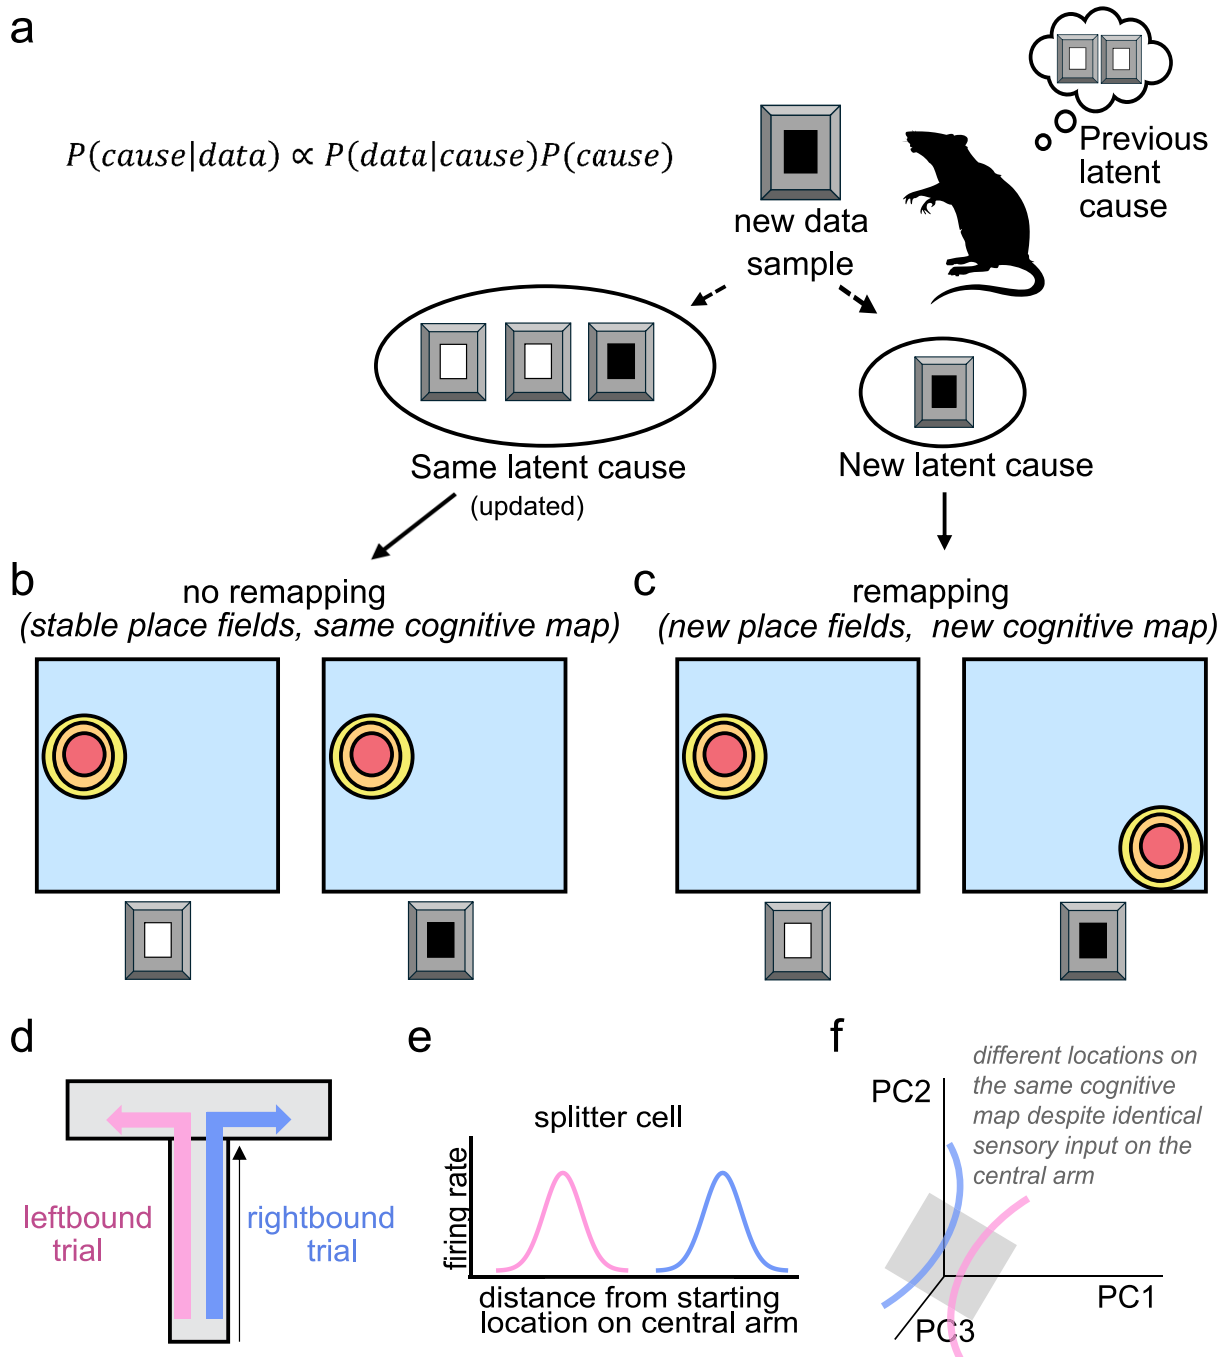 a
P(cause|data) ∝ P(data|cause)P(cause)
new data
sample
Previous
latent
cause
Same latent cause
(updated)
New latent cause
b
no remapping
(stable place fields, same cognitive map)
c
remapping
(new place fields, new cognitive map)
d
leftbound
trial
rightbound
trial
e
splitter cell
firing rate
distance from starting
location on central arm
f
different locations on
the same cognitive
map despite identical
sensory input on the
central arm
PC2
PC1
PC3